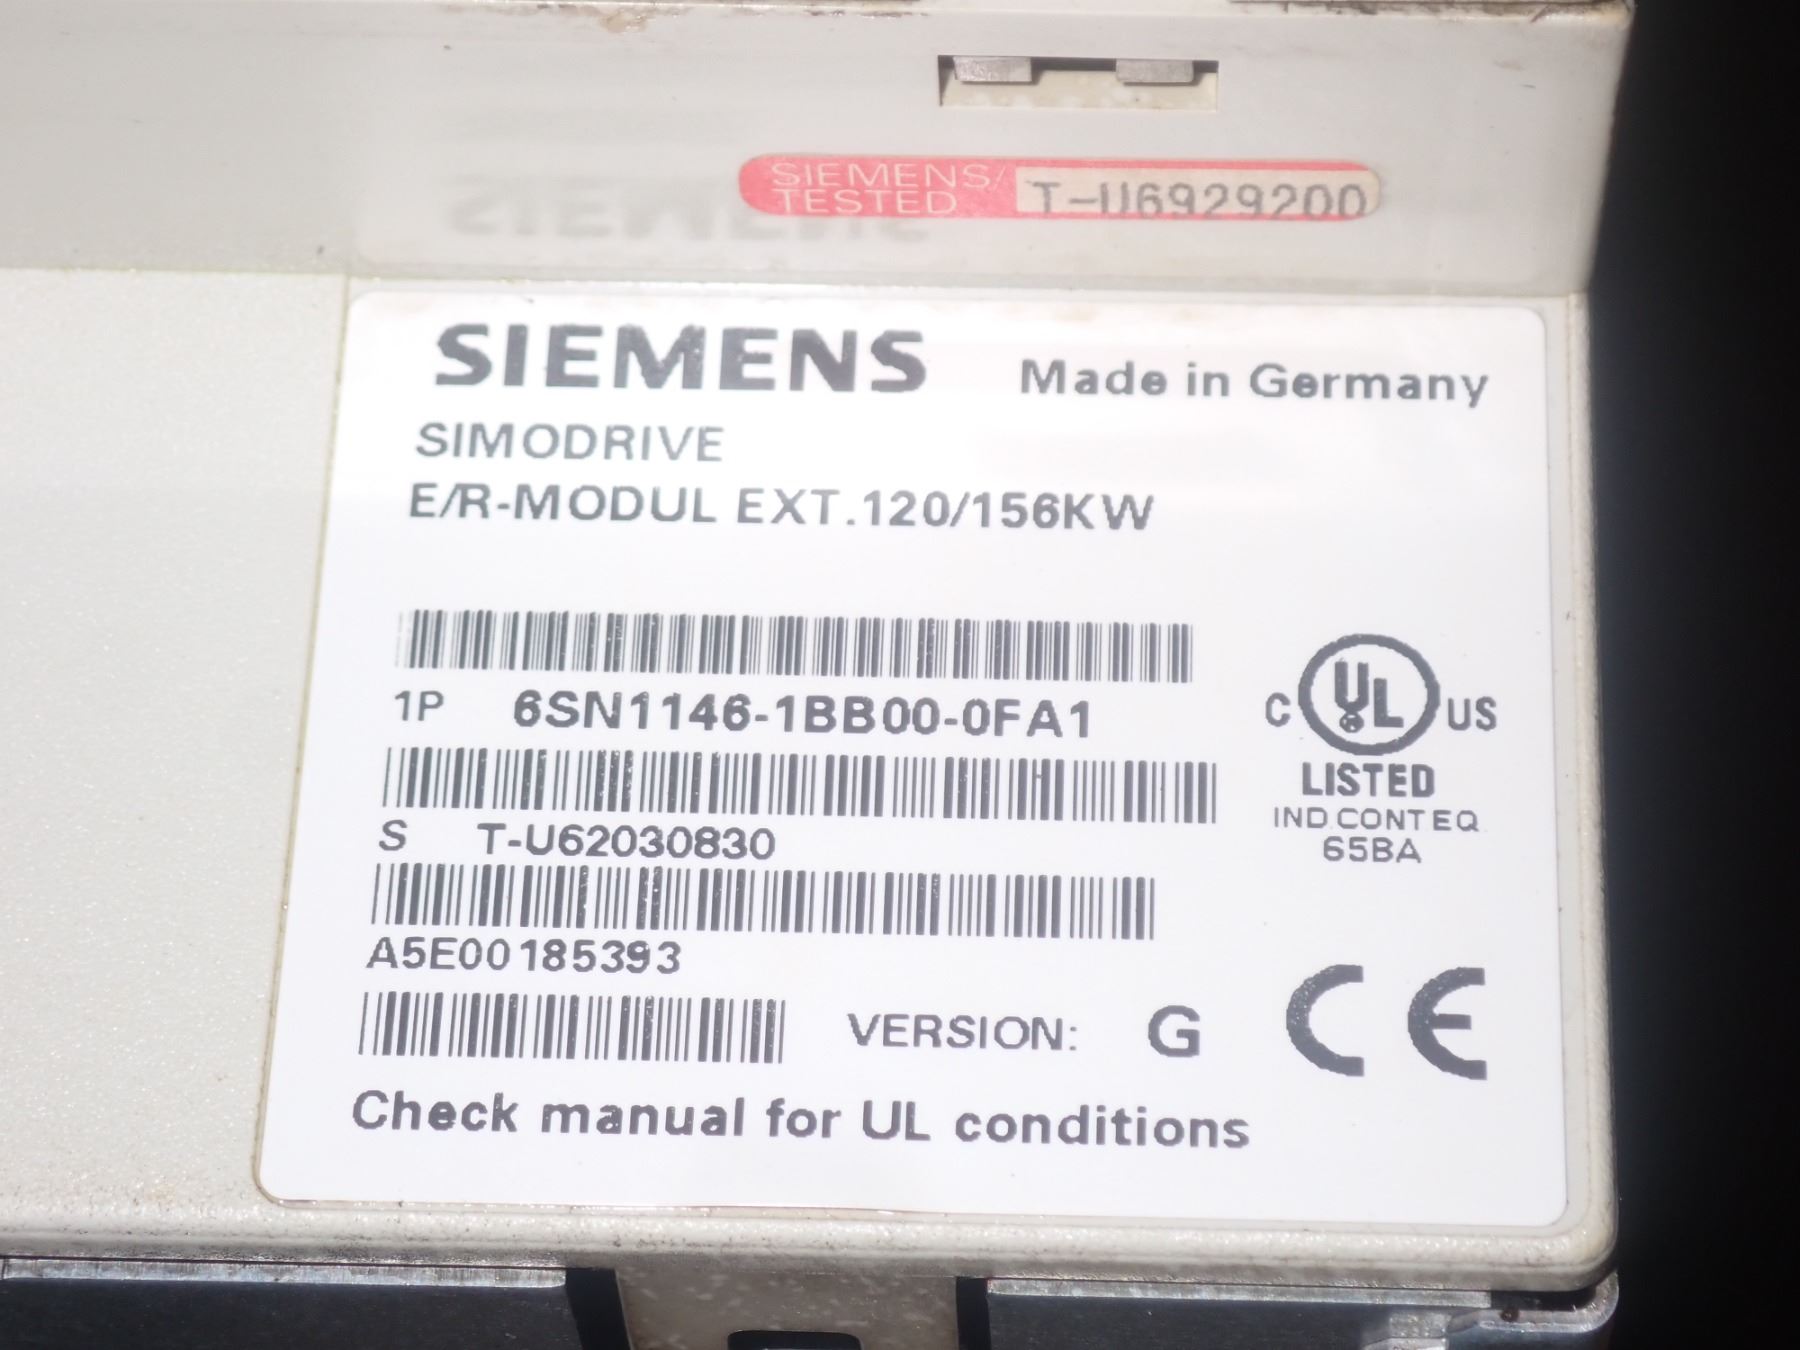 SIEMENS/
TESTED T-U6929200
SIEMENS Made in Germany
SIMODRIVE
E/R-MODUL EXT.120/156KW
1P 6SN1146-1BB00-0FA1
C UL US
LISTED
IND.CONT EQ.
65BA
S T-U62030830
A5E00185393
VERSION: G CE
Check manual for UL conditions